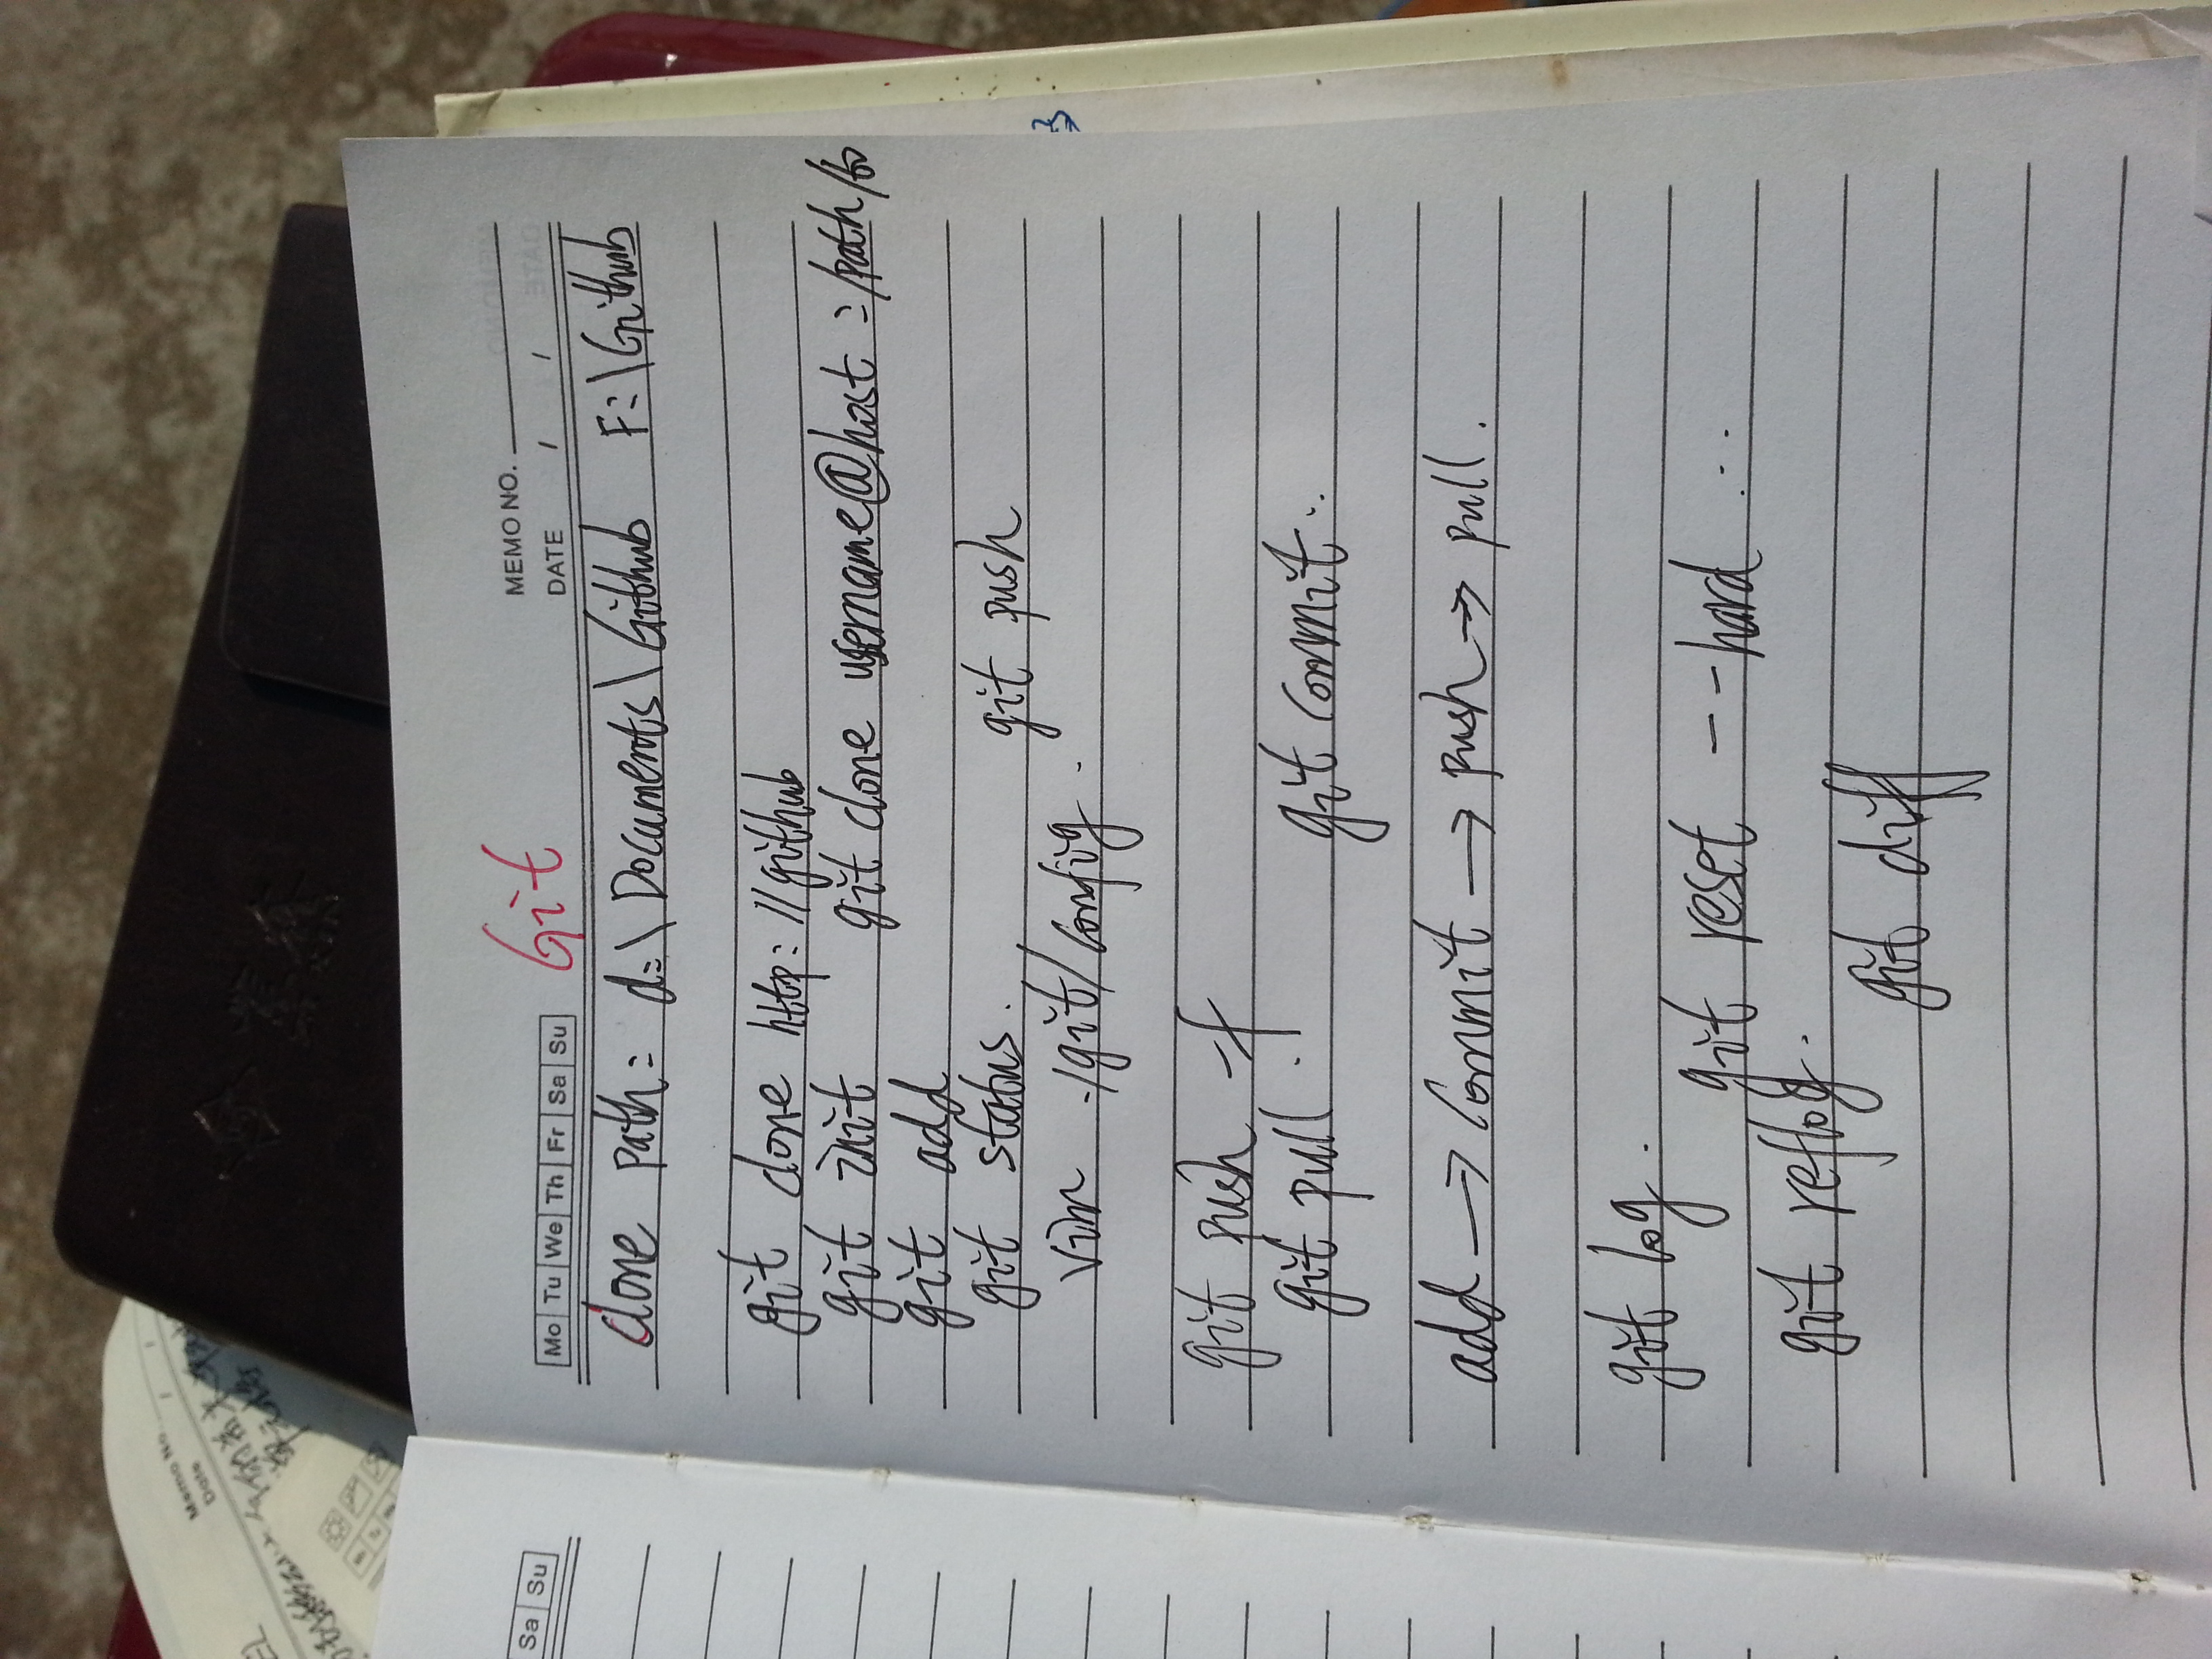 Memo No. / /
Date
Sa Su
Git
MEMO NO.
Mo Tu We Th Fr Sa Su
DATE / /
clone path: d:\Documents\Github F:\Github
git clone http://github
git init git clone username@host:/path/to
git add
git status. git push
vim ./git/config.
git push -f
git pull. git commit..
add → commit → push → pull.
git log.
git reset --hard ..
git reflog.
git diff